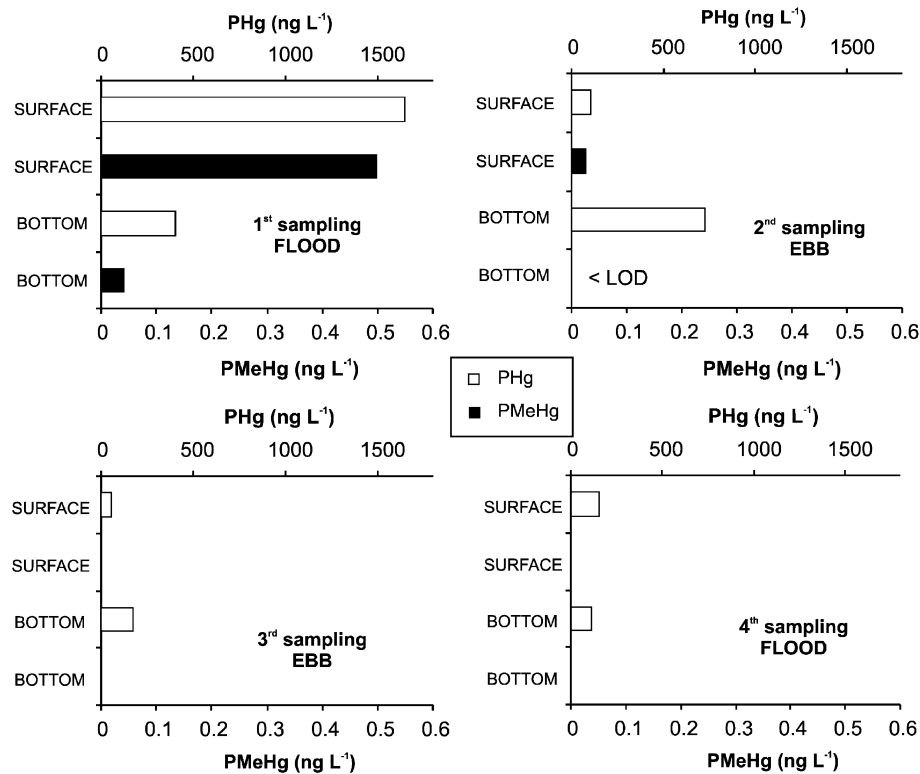 PHg (ng L⁻¹)
0 500 1000 1500
SURFACE
SURFACE
BOTTOM
BOTTOM
1st sampling
FLOOD
0 0.1 0.2 0.3 0.4 0.5 0.6
PMeHg (ng L⁻¹)
PHg (ng L⁻¹)
0 500 1000 1500
SURFACE
SURFACE
BOTTOM
BOTTOM
< LOD
2nd sampling
EBB
0 0.1 0.2 0.3 0.4 0.5 0.6
PMeHg (ng L⁻¹)
PHg
PMeHg
PHg (ng L⁻¹)
0 500 1000 1500
SURFACE
SURFACE
BOTTOM
BOTTOM
3rd sampling
EBB
0 0.1 0.2 0.3 0.4 0.5 0.6
PMeHg (ng L⁻¹)
PHg (ng L⁻¹)
0 500 1000 1500
SURFACE
SURFACE
BOTTOM
BOTTOM
4th sampling
FLOOD
0 0.1 0.2 0.3 0.4 0.5 0.6
PMeHg (ng L⁻¹)